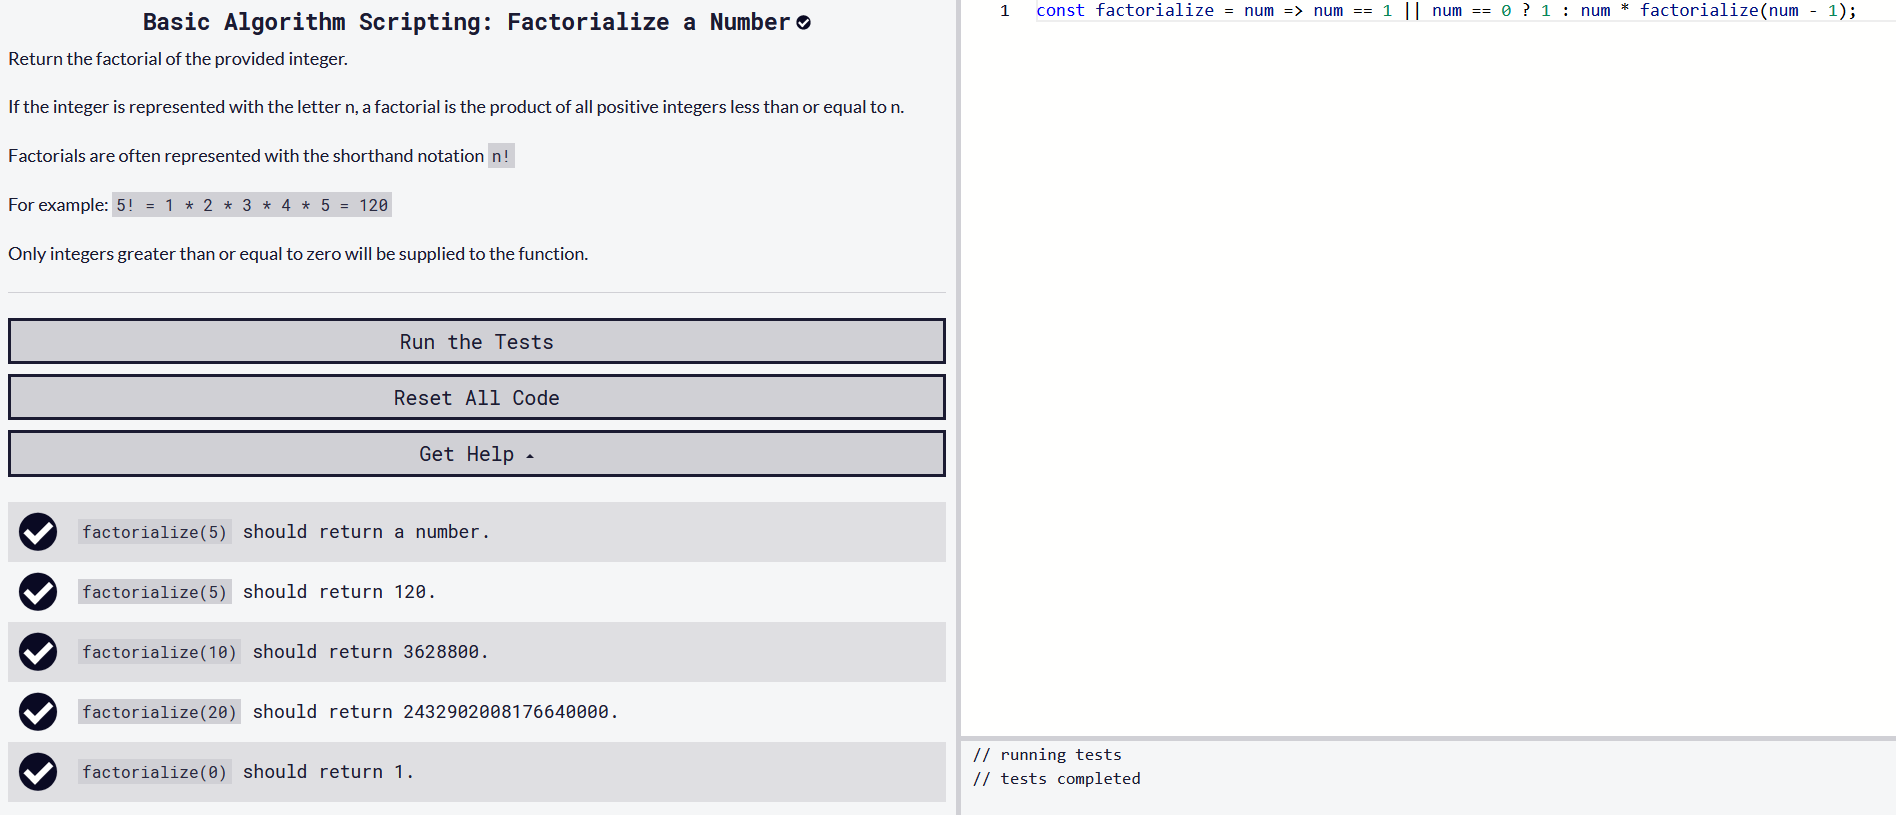 Basic Algorithm Scripting: Factorialize a Number
Return the factorial of the provided integer.
If the integer is represented with the letter n, a factorial is the product of all positive integers less than or equal to n.
Factorials are often represented with the shorthand notation n!
For example: 5! = 1 * 2 * 3 * 4 * 5 = 120
Only integers greater than or equal to zero will be supplied to the function.
Run the Tests
Reset All Code
Get Help
factorialize(5) should return a number.
factorialize(5) should return 120.
factorialize(10) should return 3628800.
factorialize(20) should return 2432902008176640000.
factorialize(0) should return 1.
1 const factorialize = num => num == 1 || num == 0 ? 1 : num * factorialize(num - 1);
// running tests
// tests completed